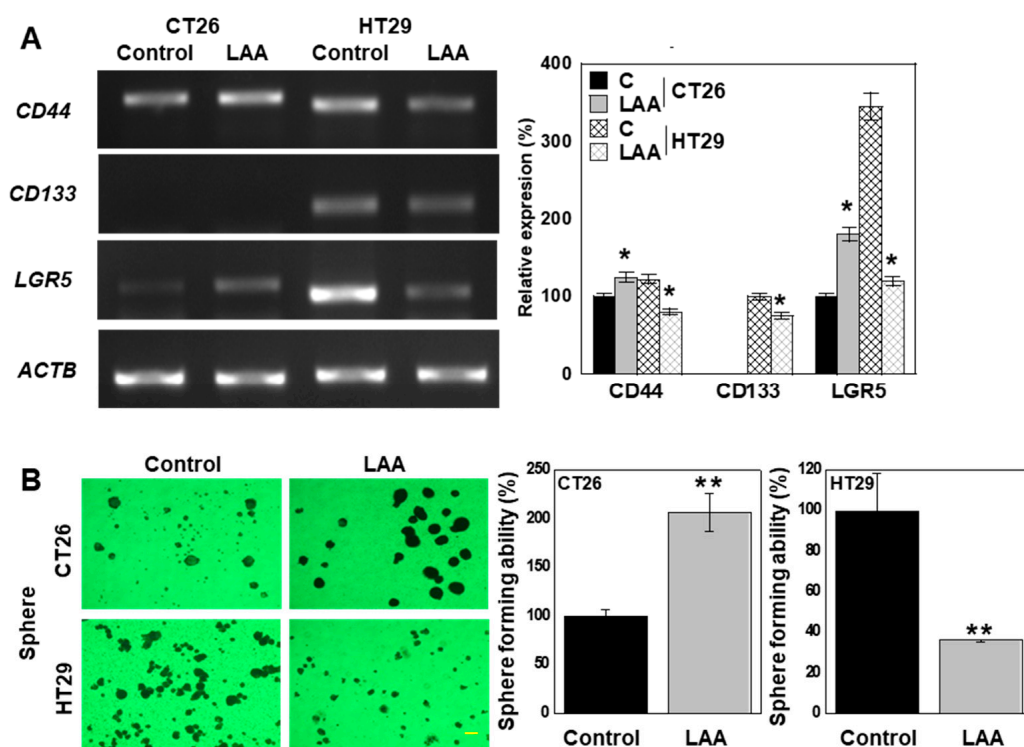 A
CT26 HT29
Control LAA Control LAA
CD44
CD133
LGR5
ACTB
Relative expresion (%)
400
300
200
100
0
C
LAA
CT26
C
LAA
HT29
*
*
*
*
*
CD44 CD133 LGR5
B
Control LAA
Sphere
CT26
HT29
Sphere forming ability (%)
250
200
150
100
50
0
CT26
**
Control LAA
Sphere forming ability (%)
120
100
80
60
40
20
0
HT29
**
Control LAA